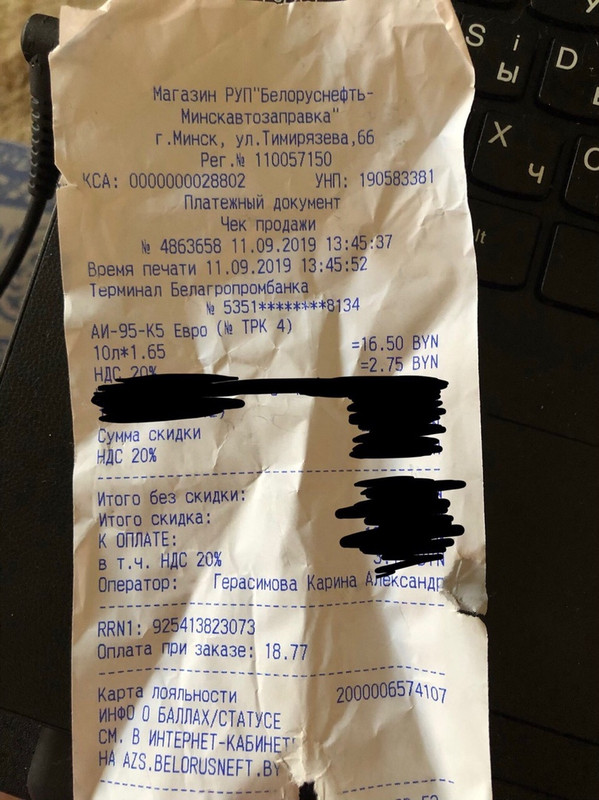 Магазин РУП"Белоруснефть-
Минскавтозаправка"
г.Минск, ул.Тимирязева,66
Рег.№ 110057150
КСА: 0000000028802 УНП: 190583381
Платежный документ
Чек продажи
№ 4863658 11.09.2019 13:45:37
Время печати 11.09.2019 13:45:52
Терминал Белагропромбанка
№ 5351********8134
АИ-95-К5 Евро (№ ТРК 4)
10л*1.65 =16.50 BYN
НДС 20% =2.75 BYN
Сумма скидки
НДС 20%
Итого без скидки:
Итого скидка:
К ОПЛАТЕ:
в т.ч. НДС 20%
Оператор: Герасимова Карина Александр
RRN1: 925413823073
Оплата при заказе: 18.77
Карта лояльности 2000006574107
ИНФО О БАЛЛАХ/СТАТУСЕ
СМ. В ИНТЕРНЕТ-КАБИНЕТ
НА AZS.BELORUSNEFT.BY
S i D
Ы
X
Ч
lt